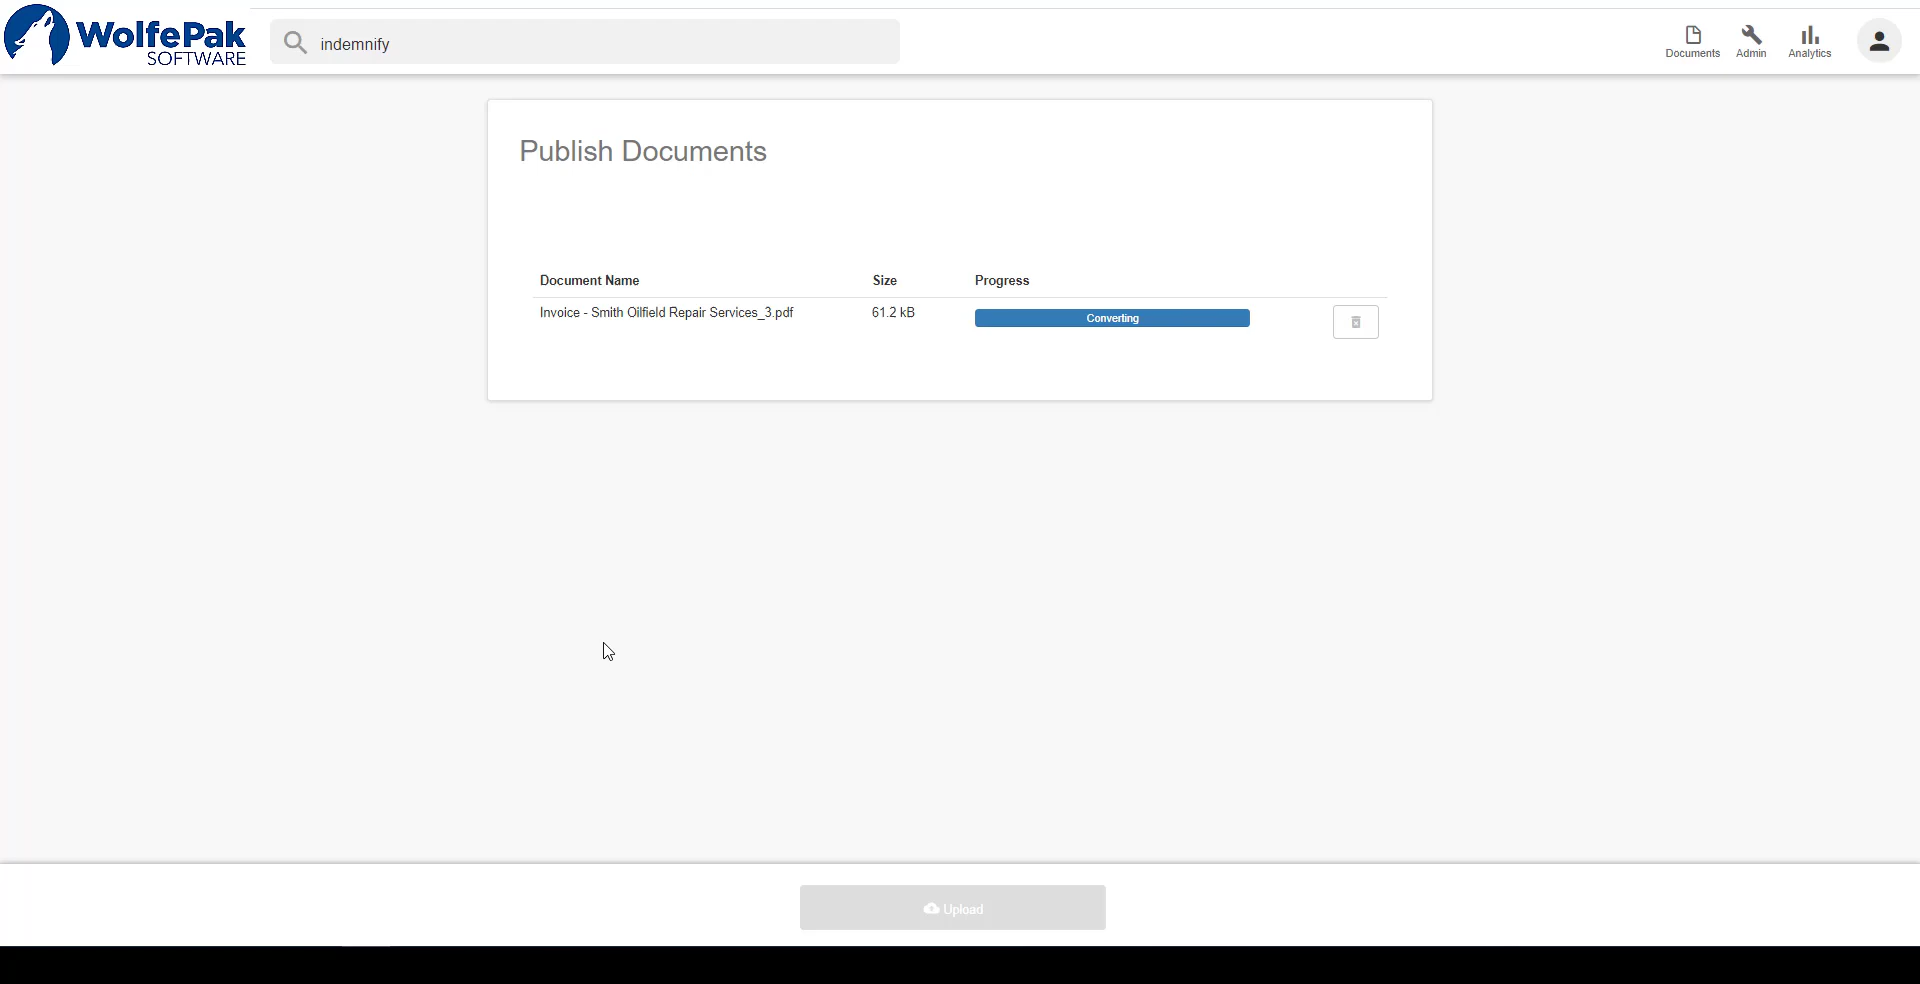 WolfePak
SOFTWARE
indemnify
Documents
Admin
Analytics
Publish Documents
Document Name Size Progress
Invoice - Smith Oilfield Repair Services_3.pdf 61.2 kB Converting
Upload